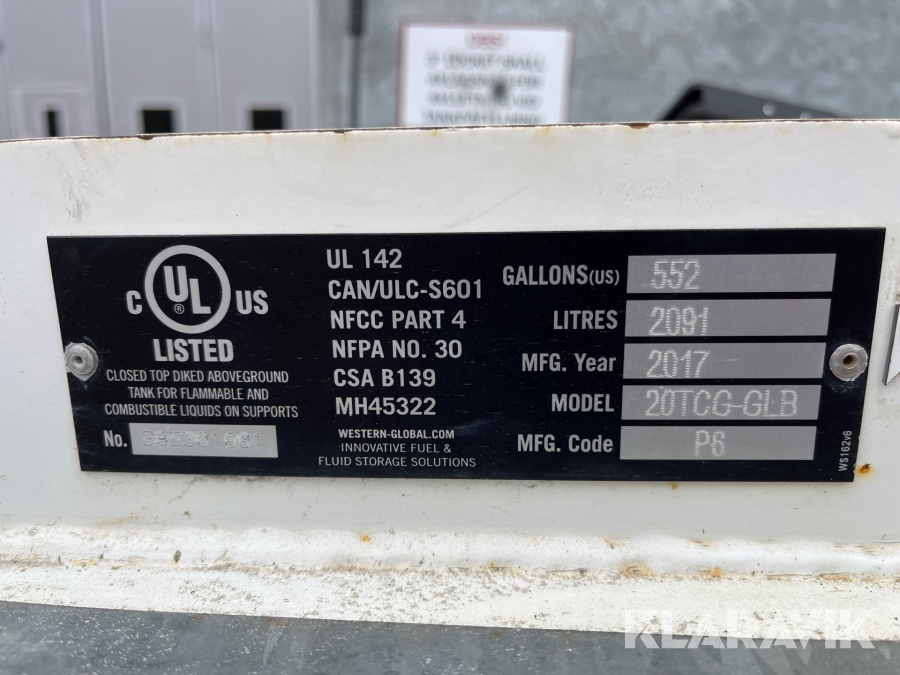 OBS!
C UL US
®
LISTED
CLOSED TOP DIKED ABOVEGROUND
TANK FOR FLAMMABLE AND
COMBUSTIBLE LIQUIDS ON SUPPORTS
No.
UL 142
CAN/ULC-S601
NFCC PART 4
NFPA NO. 30
CSA B139
MH45322
WESTERN-GLOBAL.COM
INNOVATIVE FUEL &
FLUID STORAGE SOLUTIONS
GALLONS(US) 552
LITRES 2091
MFG. Year 2017
MODEL 20TCG-GLB
MFG. Code P6
WS162v6
KLARAVIK